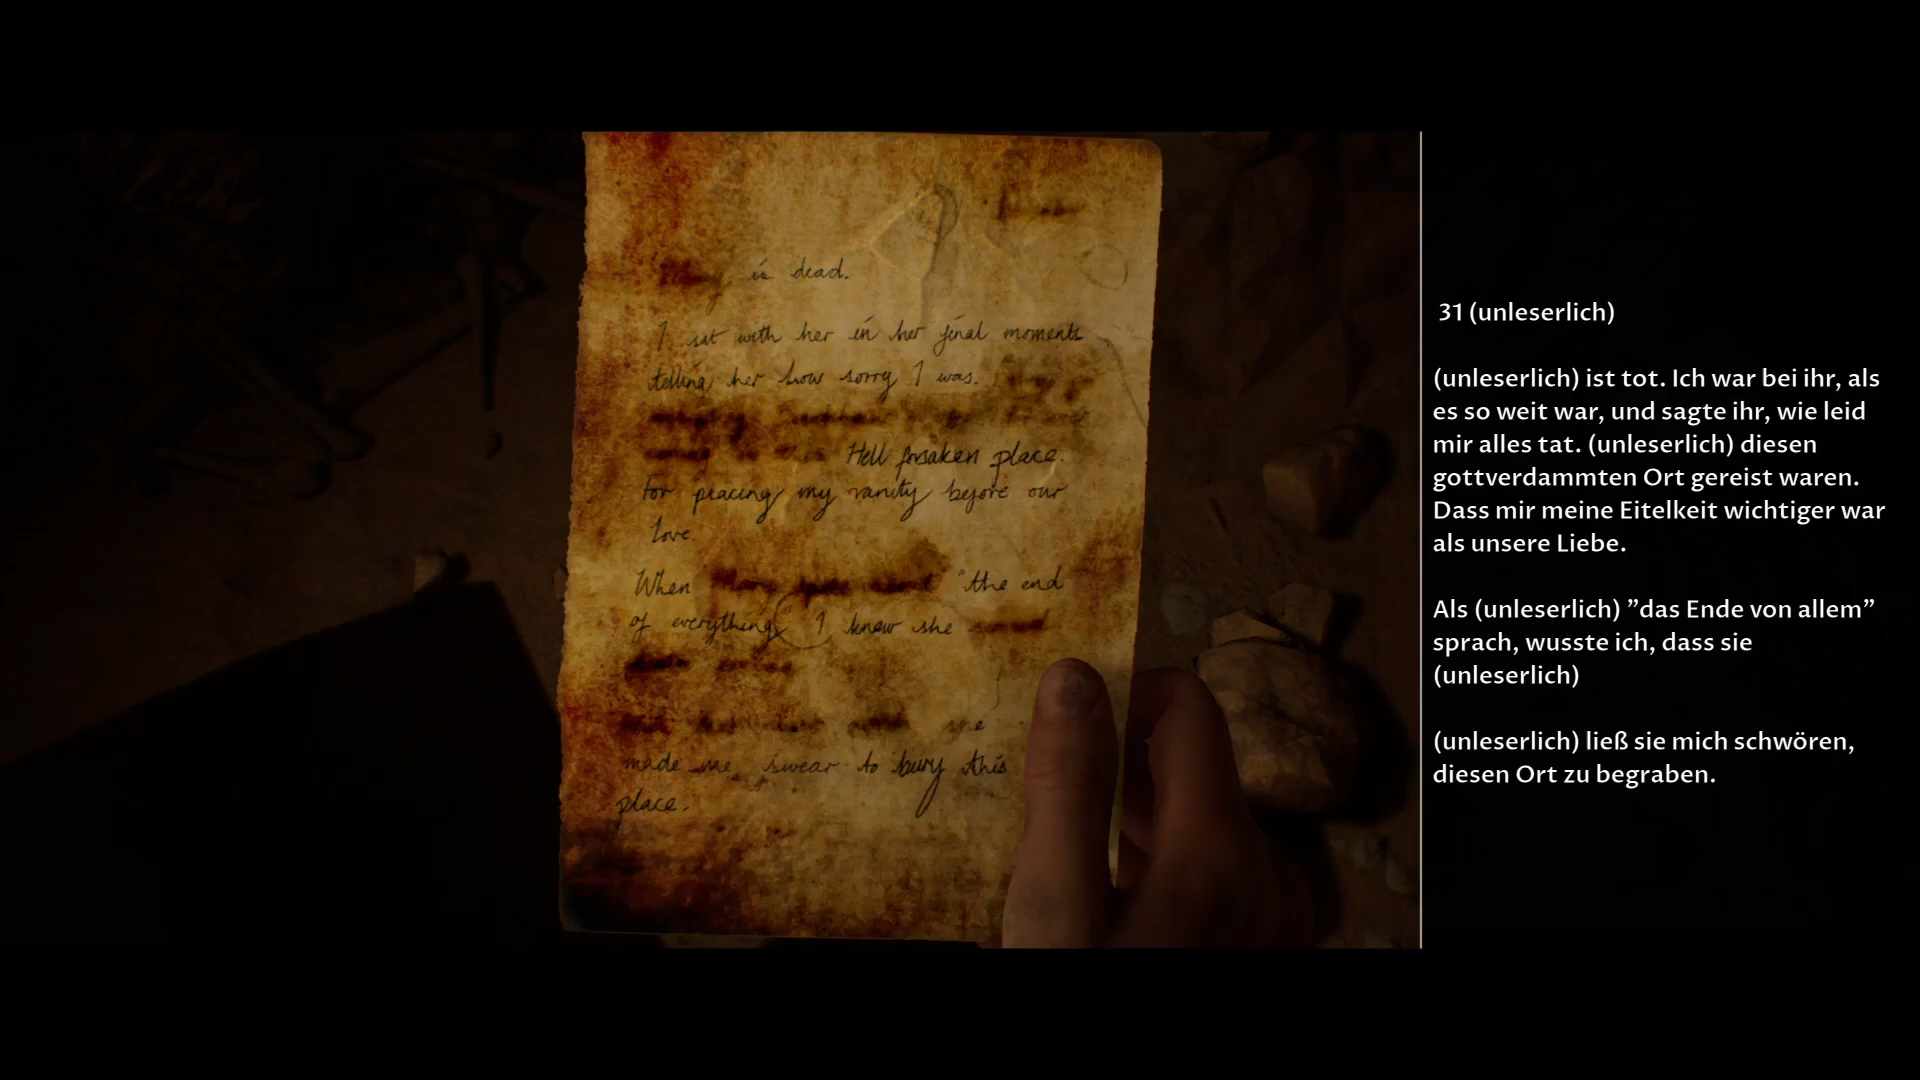 is dead.
I sat with her in her final moments
telling her how sorry I was.
Hell forsaken place.
for placing my vanity before our
love.
When "the end
of everything" I knew she
she
made me swear to bury this
place.
31 (unleserlich)
(unleserlich) ist tot. Ich war bei ihr, als
es so weit war, und sagte ihr, wie leid
mir alles tat. (unleserlich) diesen
gottverdammten Ort gereist waren.
Dass mir meine Eitelkeit wichtiger war
als unsere Liebe.
Als (unleserlich) ”das Ende von allem”
sprach, wusste ich, dass sie
(unleserlich)
(unleserlich) ließ sie mich schwören,
diesen Ort zu begraben.